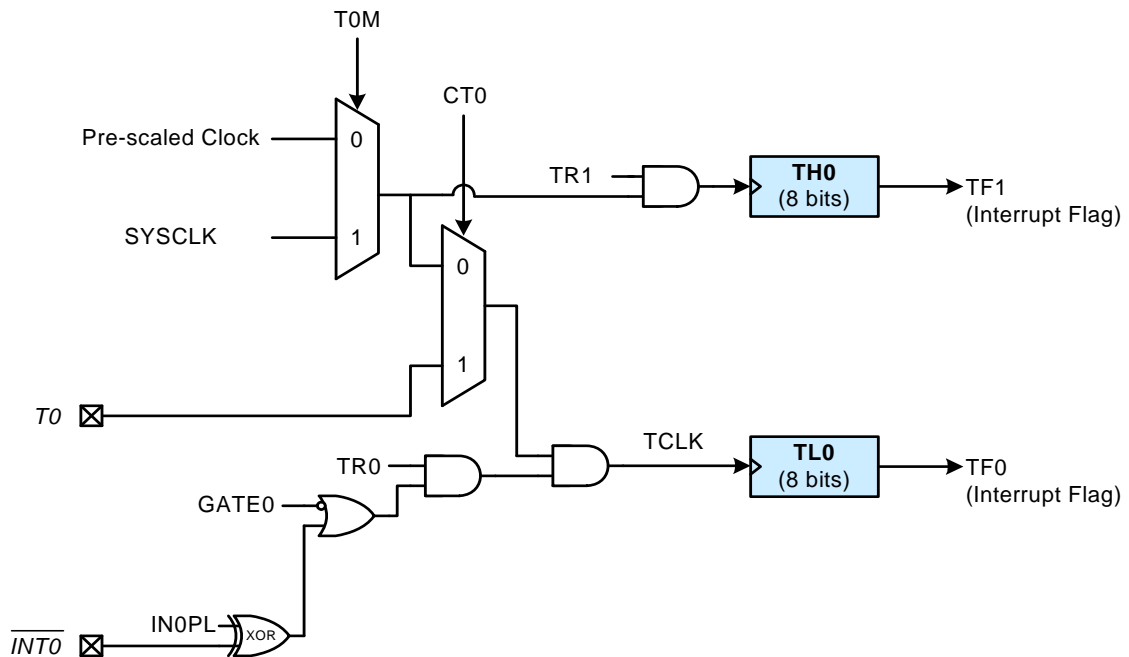 T0M
CT0
Pre-scaled Clock
0
TR1
TH0
(8 bits)
TF1
(Interrupt Flag)
SYSCLK
1
0
1
T0
TCLK
TL0
(8 bits)
TF0
(Interrupt Flag)
TR0
GATE0
IN0PL
XOR
INT0